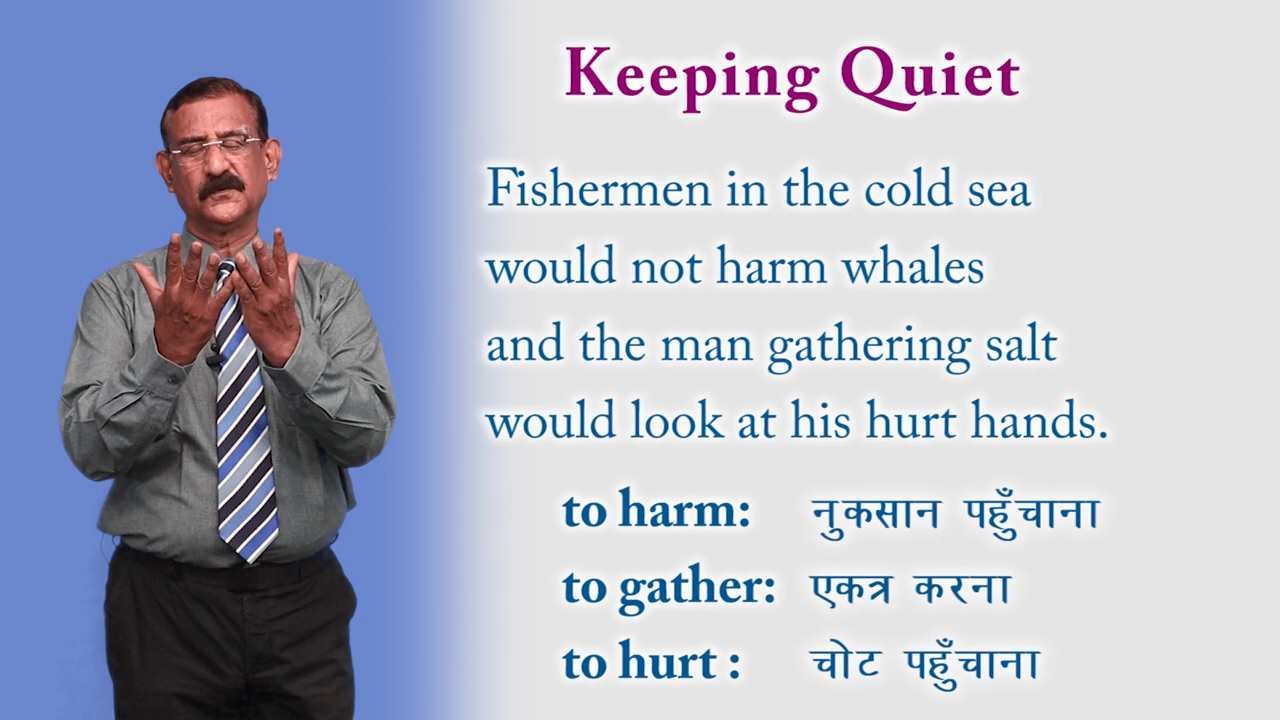 Keeping Quiet
Fishermen in the cold sea
would not harm whales
and the man gathering salt
would look at his hurt hands.
to harm: नुकसान पहुँचाना
to gather: एकत्र करना
to hurt : चोट पहुँचाना